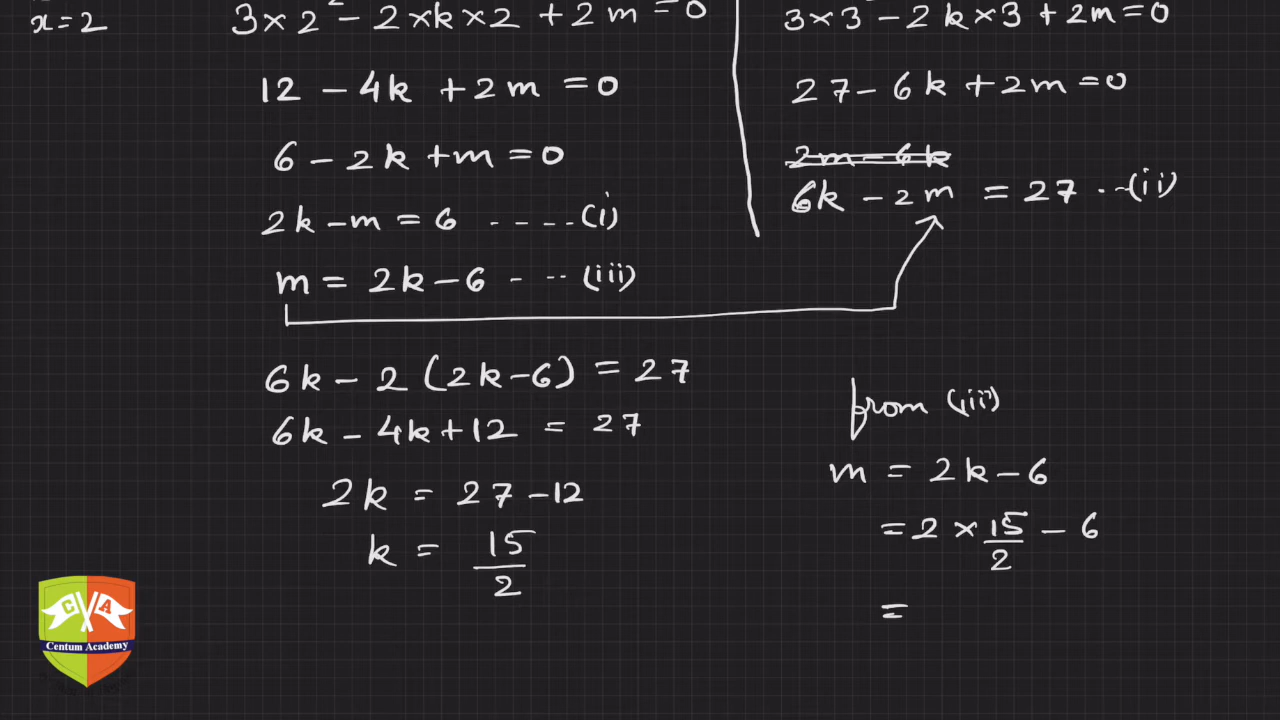 x = 2
3 × 2² − 2 × k × 2 + 2m = 0
12 − 4k + 2m = 0
6 − 2k + m = 0
2k − m = 6 - - - - (i)
m = 2k − 6 - - - (iii)
3 × 3² − 2k × 3 + 2m = 0
27 − 6k + 2m = 0
2m − 6k
6k − 2m = 27 - - (ii)
6k − 2 (2k − 6) = 27
6k − 4k + 12 = 27
2k = 27 − 12
k = 15/2
from (iii)
m = 2k − 6
= 2 × 15/2 − 6
=
C A
Centum Academy